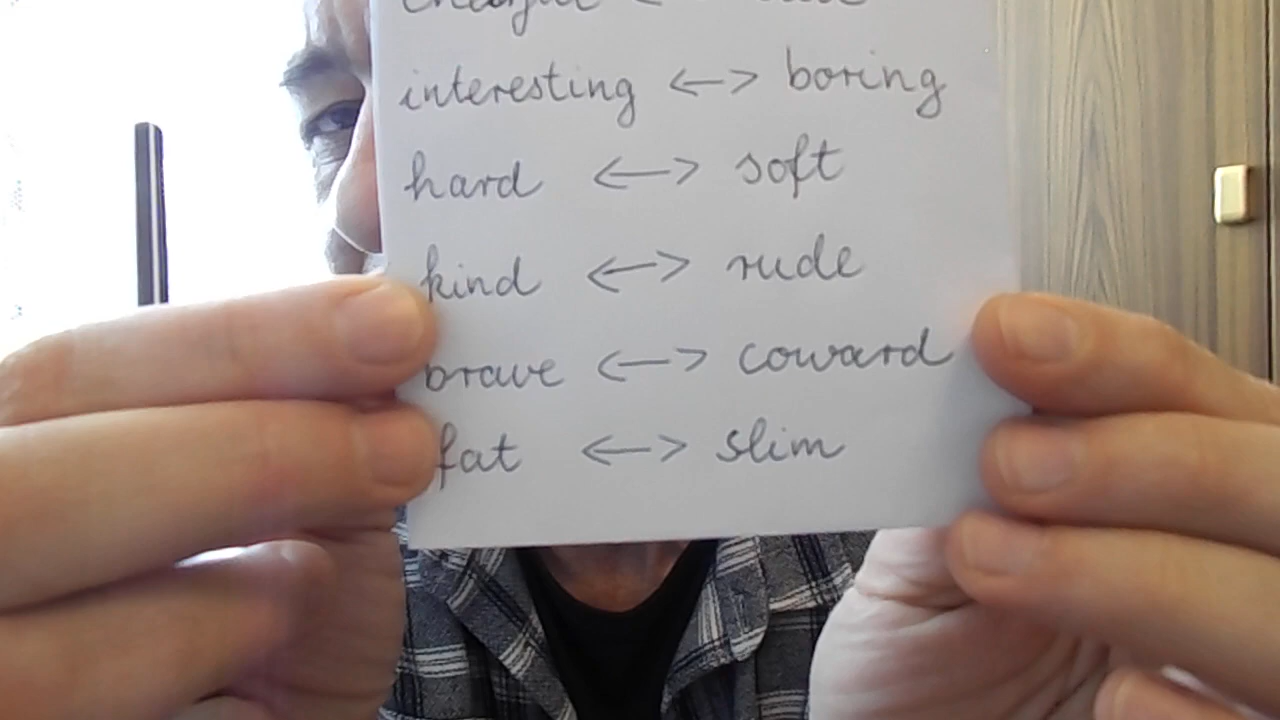 interesting <-> boring
hard <-> soft
kind <-> rude
brave <-> coward
fat <-> slim